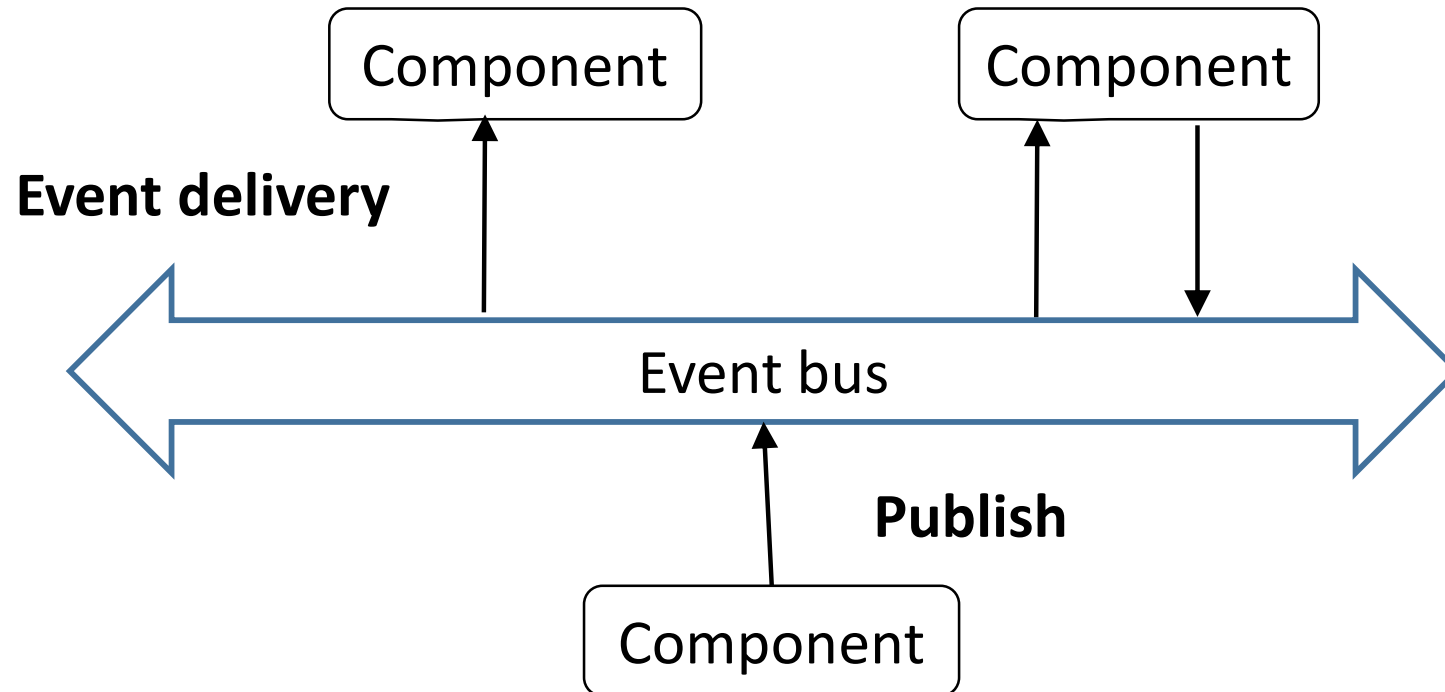 Component
Component
Event delivery
Event bus
Publish
Component